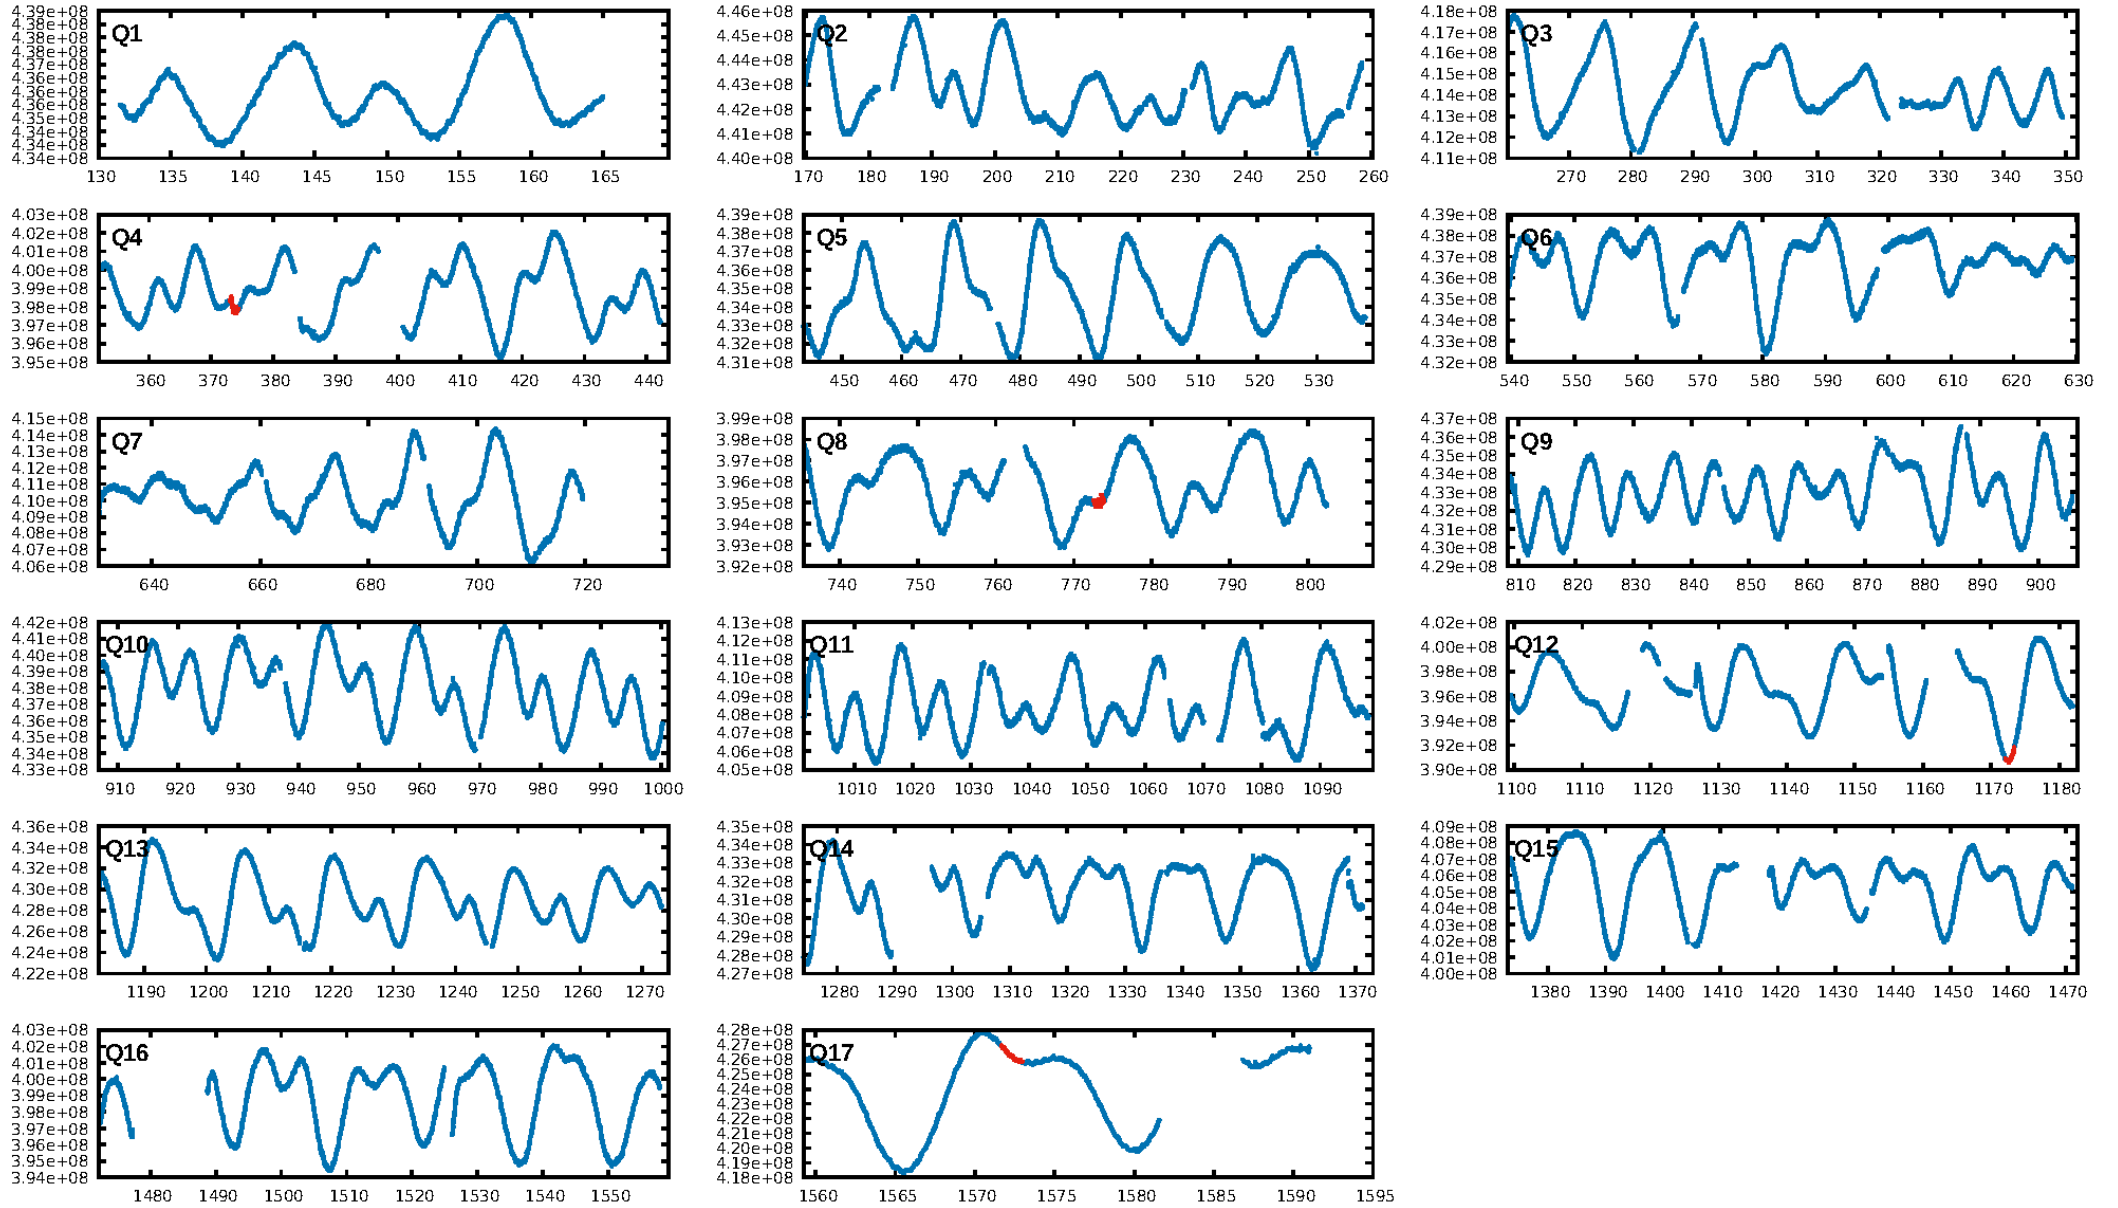 4.39e+08 4.38e+08 4.38e+08 4.37e+08 4.37e+08 4.36e+08 4.36e+08 4.35e+08 4.35e+08 4.34e+08 4.34e+08
Q1
130 135 140 145 150 155 160 165
4.46e+08 4.45e+08 4.44e+08 4.43e+08 4.42e+08 4.41e+08 4.40e+08
Q2
170 180 190 200 210 220 230 240 250 260
4.18e+08 4.17e+08 4.16e+08 4.15e+08 4.14e+08 4.12e+08 4.11e+08
Q3
270 280 290 300 310 320 330 340 350
4.03e+08 4.02e+08 4.00e+08 3.99e+08 3.98e+08 3.97e+08 3.96e+08 3.95e+08
Q4
360 370 380 390 400 410 420 430 440
4.39e+08 4.37e+08 4.36e+08 4.35e+08 4.34e+08 4.33e+08 4.32e+08 4.31e+08
Q5
450 460 470 480 490 500 510 520 530
4.39e+08 4.38e+08 4.37e+08 4.36e+08 4.35e+08 4.34e+08 4.33e+08 4.32e+08
Q6
540 550 560 570 580 590 600 610 620 630
4.15e+08 4.14e+08 4.13e+08 4.12e+08 4.11e+08 4.10e+08 4.09e+08 4.08e+08 4.07e+08 4.06e+08
Q7
640 660 680 700 720
3.99e+08 3.98e+08 3.97e+08 3.96e+08 3.95e+08 3.94e+08 3.93e+08 3.92e+08
Q8
740 750 760 770 780 790 800
4.37e+08 4.36e+08 4.35e+08 4.34e+08 4.33e+08 4.31e+08 4.30e+08 4.29e+08
Q9
810 820 830 840 850 860 870 880 890 900
4.42e+08 4.41e+08 4.40e+08 4.39e+08 4.38e+08 4.37e+08 4.36e+08 4.35e+08 4.34e+08 4.33e+08
Q10
910 920 930 940 950 960 970 980 990 1000
4.13e+08 4.12e+08 4.11e+08 4.10e+08 4.09e+08 4.08e+08 4.07e+08 4.06e+08 4.05e+08
Q11
1010 1020 1030 1040 1050 1060 1070 1080 1090
4.02e+08 4.00e+08 3.98e+08 3.96e+08 3.94e+08 3.92e+08 3.90e+08
Q12
1100 1110 1120 1130 1140 1150 1160 1170 1180
4.36e+08 4.34e+08 4.32e+08 4.30e+08 4.28e+08 4.26e+08 4.24e+08 4.22e+08
Q13
1190 1200 1210 1220 1230 1240 1250 1260 1270
4.35e+08 4.34e+08 4.33e+08 4.32e+08 4.31e+08 4.30e+08 4.29e+08 4.28e+08 4.27e+08
Q14
1280 1290 1300 1310 1320 1330 1340 1350 1360 1370
4.09e+08 4.08e+08 4.07e+08 4.06e+08 4.04e+08 4.03e+08 4.02e+08 4.01e+08 4.00e+08
Q15
1380 1390 1400 1410 1420 1430 1440 1450 1460 1470
4.03e+08 4.02e+08 4.01e+08 4.00e+08 3.99e+08 3.98e+08 3.96e+08 3.95e+08 3.94e+08
Q16
1480 1490 1500 1510 1520 1530 1540 1550
4.28e+08 4.27e+08 4.26e+08 4.25e+08 4.24e+08 4.23e+08 4.22e+08 4.21e+08 4.20e+08 4.19e+08 4.18e+08
Q17
1560 1565 1570 1575 1580 1585 1590 1595